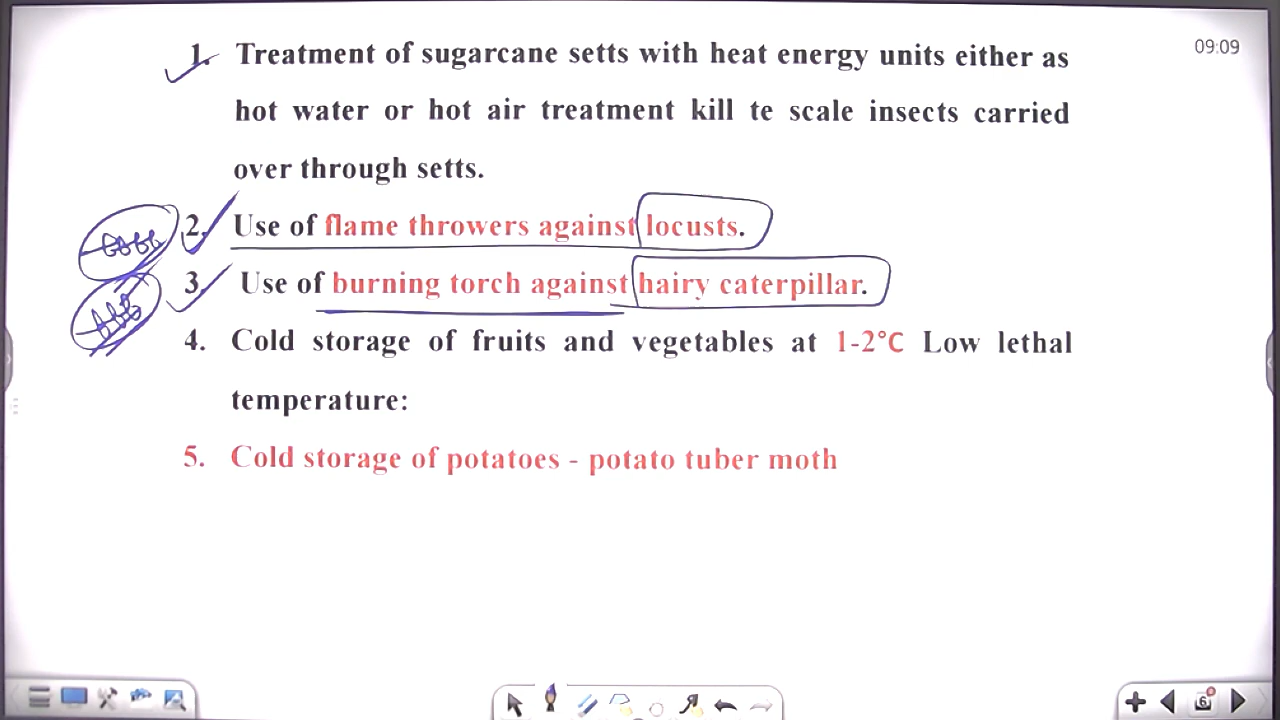 09:09
1. Treatment of sugarcane setts with heat energy units either as
hot water or hot air treatment kill te scale insects carried
over through setts.
2. Use of flame throwers against locusts.
3. Use of burning torch against hairy caterpillar.
4. Cold storage of fruits and vegetables at 1-2°C Low lethal
temperature:
5. Cold storage of potatoes - potato tuber moth
6